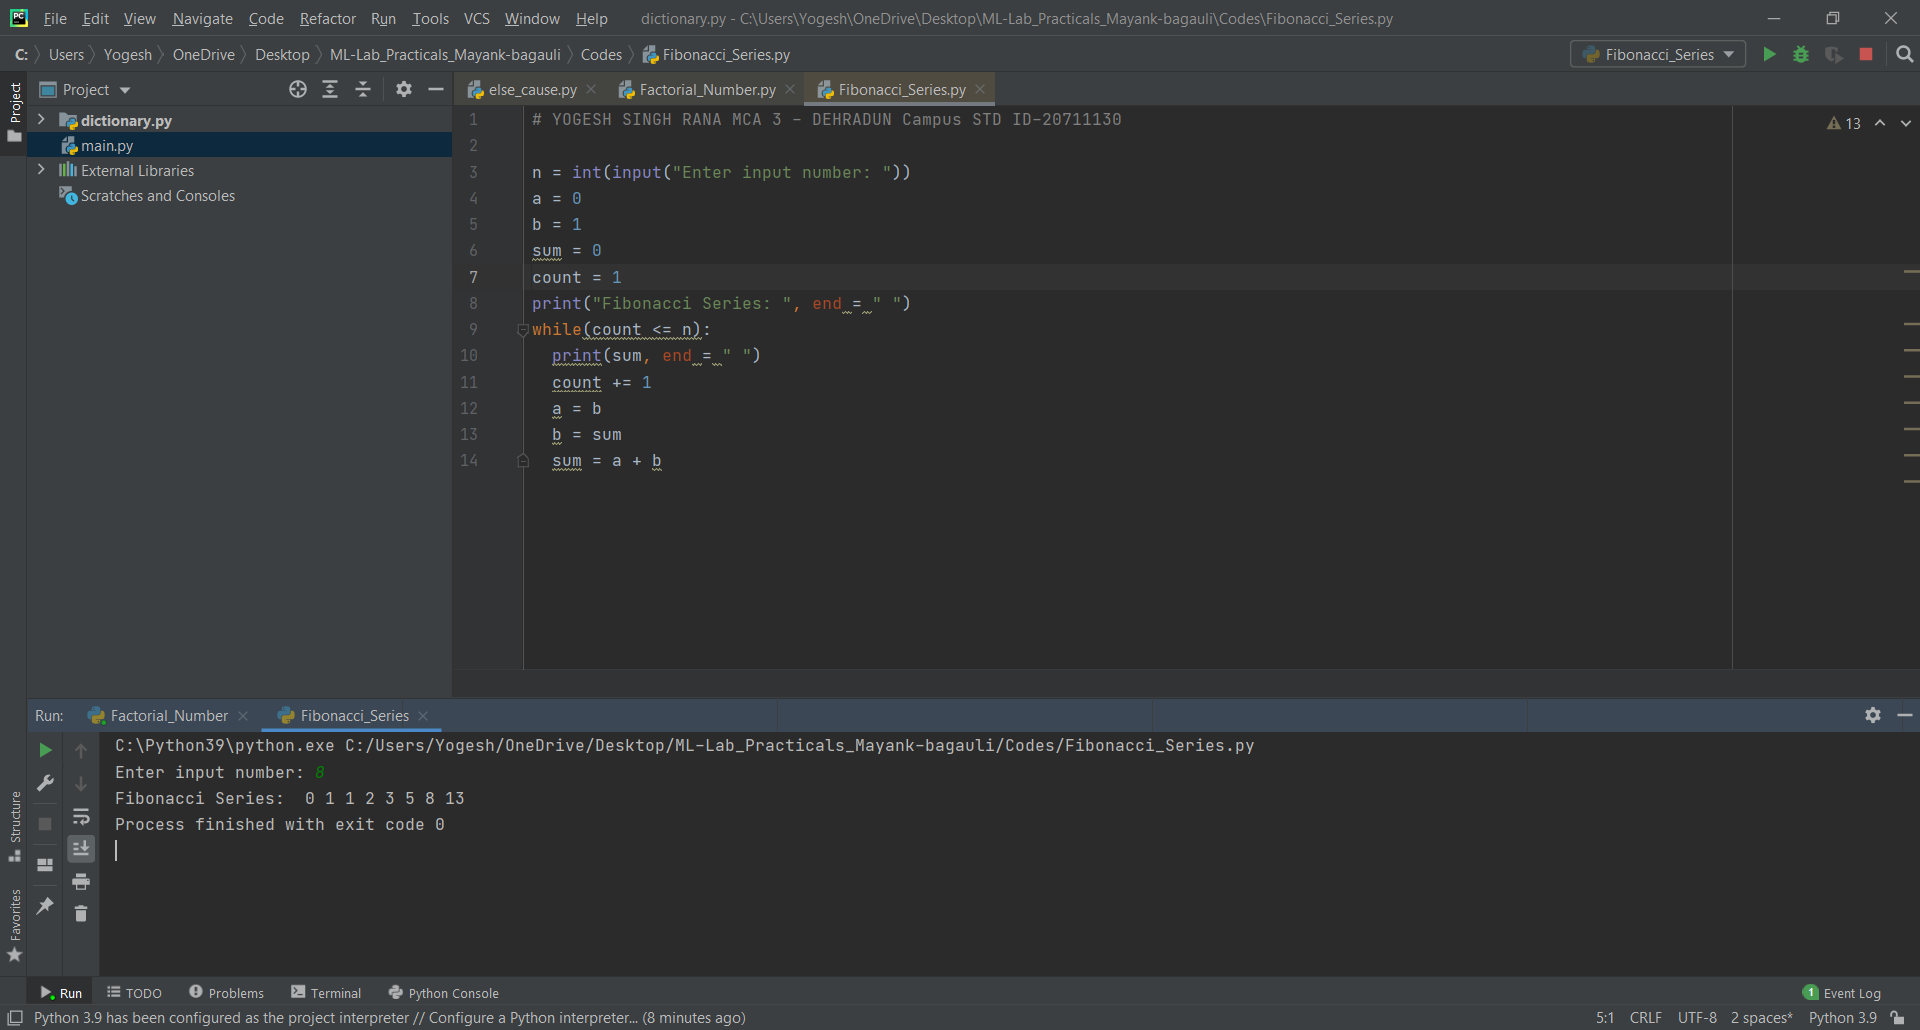 PC File Edit View Navigate Code Refactor Run Tools VCS Window Help dictionary.py - C:\Users\Yogesh\OneDrive\Desktop\ML-Lab_Practicals_Mayank-bagauli\Codes\Fibonacci_Series.py
C: Users Yogesh OneDrive Desktop ML-Lab_Practicals_Mayank-bagauli Codes Fibonacci_Series.py Fibonacci_Series
Project
Project
else_cause.py Factorial_Number.py Fibonacci_Series.py
dictionary.py
main.py
External Libraries
Scratches and Consoles
1 # YOGESH SINGH RANA MCA 3 - DEHRADUN Campus STD ID-20711130
13
2
3 n = int(input("Enter input number: "))
4 a = 0
5 b = 1
6 sum = 0
7 count = 1
8 print("Fibonacci Series: ", end = " ")
9 while(count <= n):
10 print(sum, end = " ")
11 count += 1
12 a = b
13 b = sum
14 sum = a + b
Run: Factorial_Number Fibonacci_Series
C:\Python39\python.exe C:/Users/Yogesh/OneDrive/Desktop/ML-Lab_Practicals_Mayank-bagauli/Codes/Fibonacci_Series.py
Enter input number: 8
Fibonacci Series:  0 1 1 2 3 5 8 13
Process finished with exit code 0
Structure
Favorites
Run TODO Problems Terminal Python Console 1 Event Log
Python 3.9 has been configured as the project interpreter // Configure a Python interpreter... (8 minutes ago) 5:1 CRLF UTF-8 2 spaces* Python 3.9